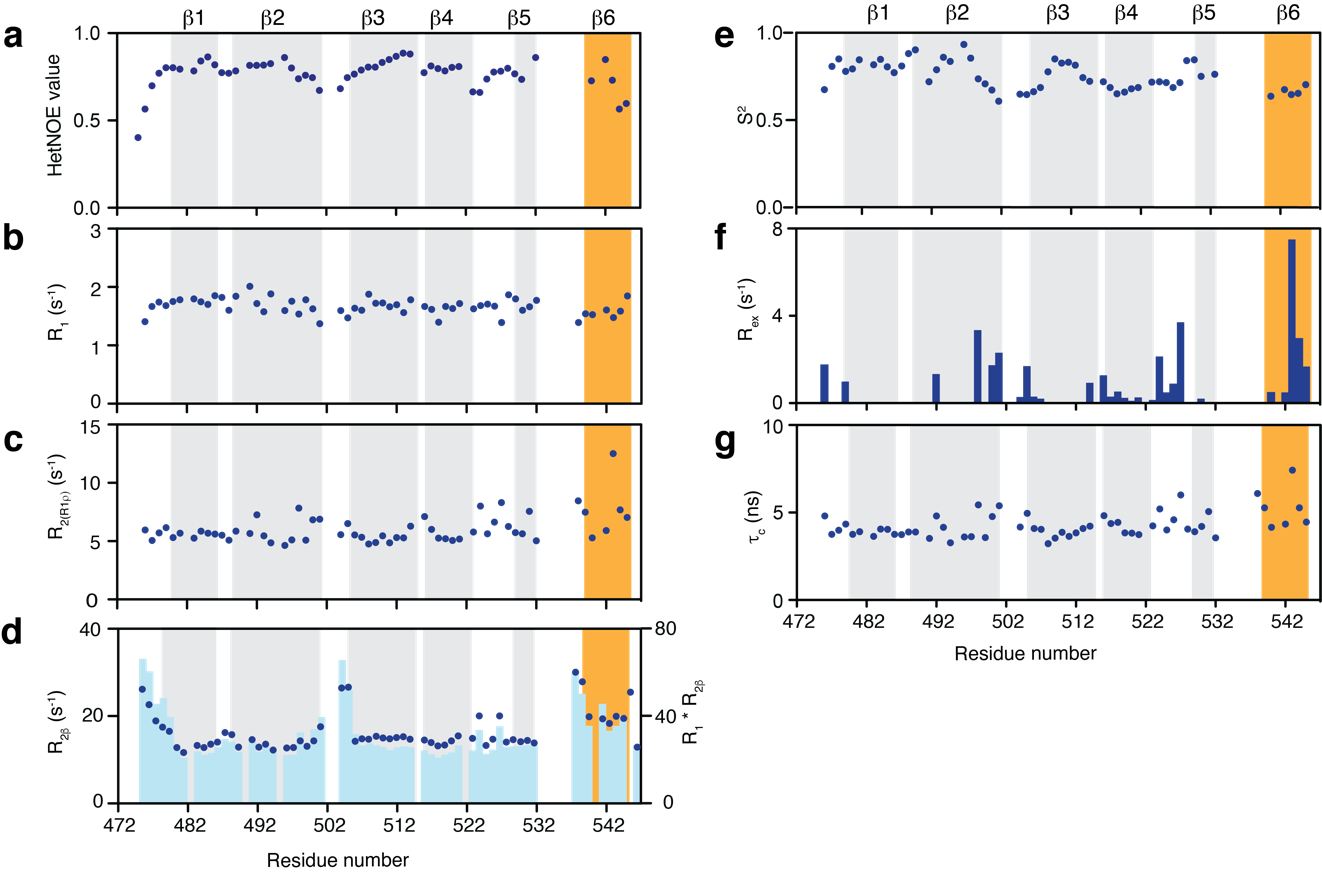 β1 β2 β3 β4 β5 β6
a
1.0
0.5
0.0
HetNOE value
b
3
2
1
0
R1 (s-1)
c
15
10
5
0
R2(R1ρ) (s-1)
d
40
20
0
R2β (s-1)
80
40
0
R1 * R2β
472 482 492 502 512 522 532 542
Residue number
β1 β2 β3 β4 β5 β6
e
1.0
0.5
0.0
S2
f
8
4
0
Rex (s-1)
g
10
5
0
τc (ns)
472 482 492 502 512 522 532 542
Residue number